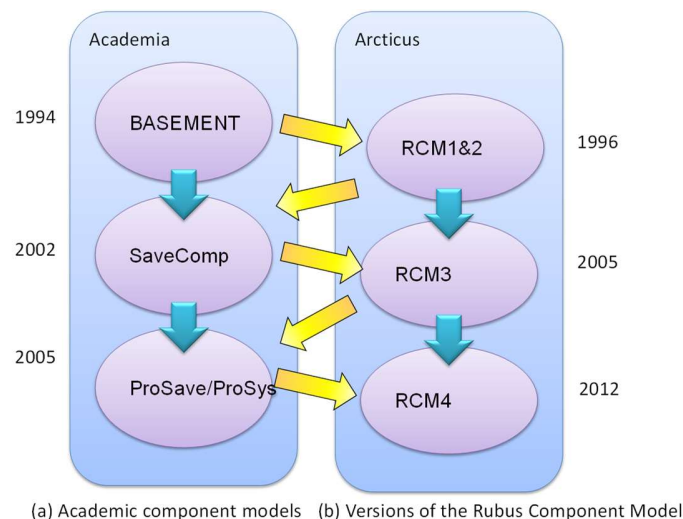 Academia
Arcticus
1994
BASEMENT
RCM1&2
1996
2002
SaveComp
RCM3
2005
2005
ProSave/ProSys
RCM4
2012
(a) Academic component models
(b) Versions of the Rubus Component Model